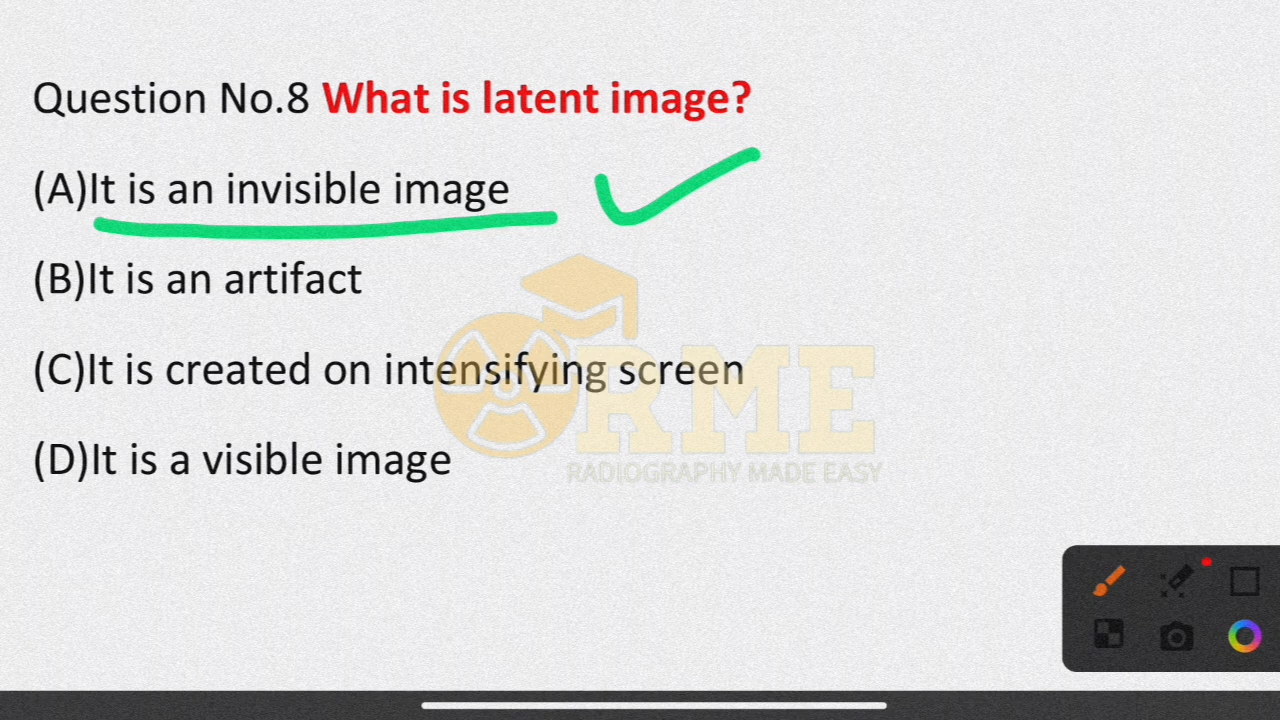 Question No.8 What is latent image?
(A)It is an invisible image
(B)It is an artifact
(C)It is created on intensifying screen
(D)It is a visible image
RME
RADIOGRAPHY MADE EASY